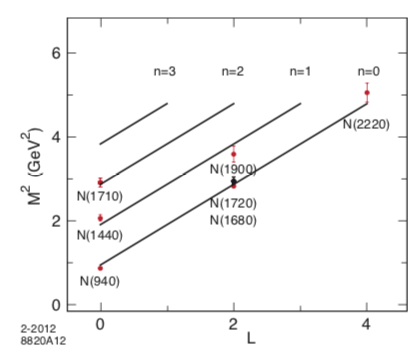 6
n=3 n=2 n=1 n=0
M² (GeV²)
4
N(2220)
N(1900)
N(1710)
N(1720)
N(1440)
N(1680)
2
N(940)
0
0 2 4
L
2-2012
8820A12